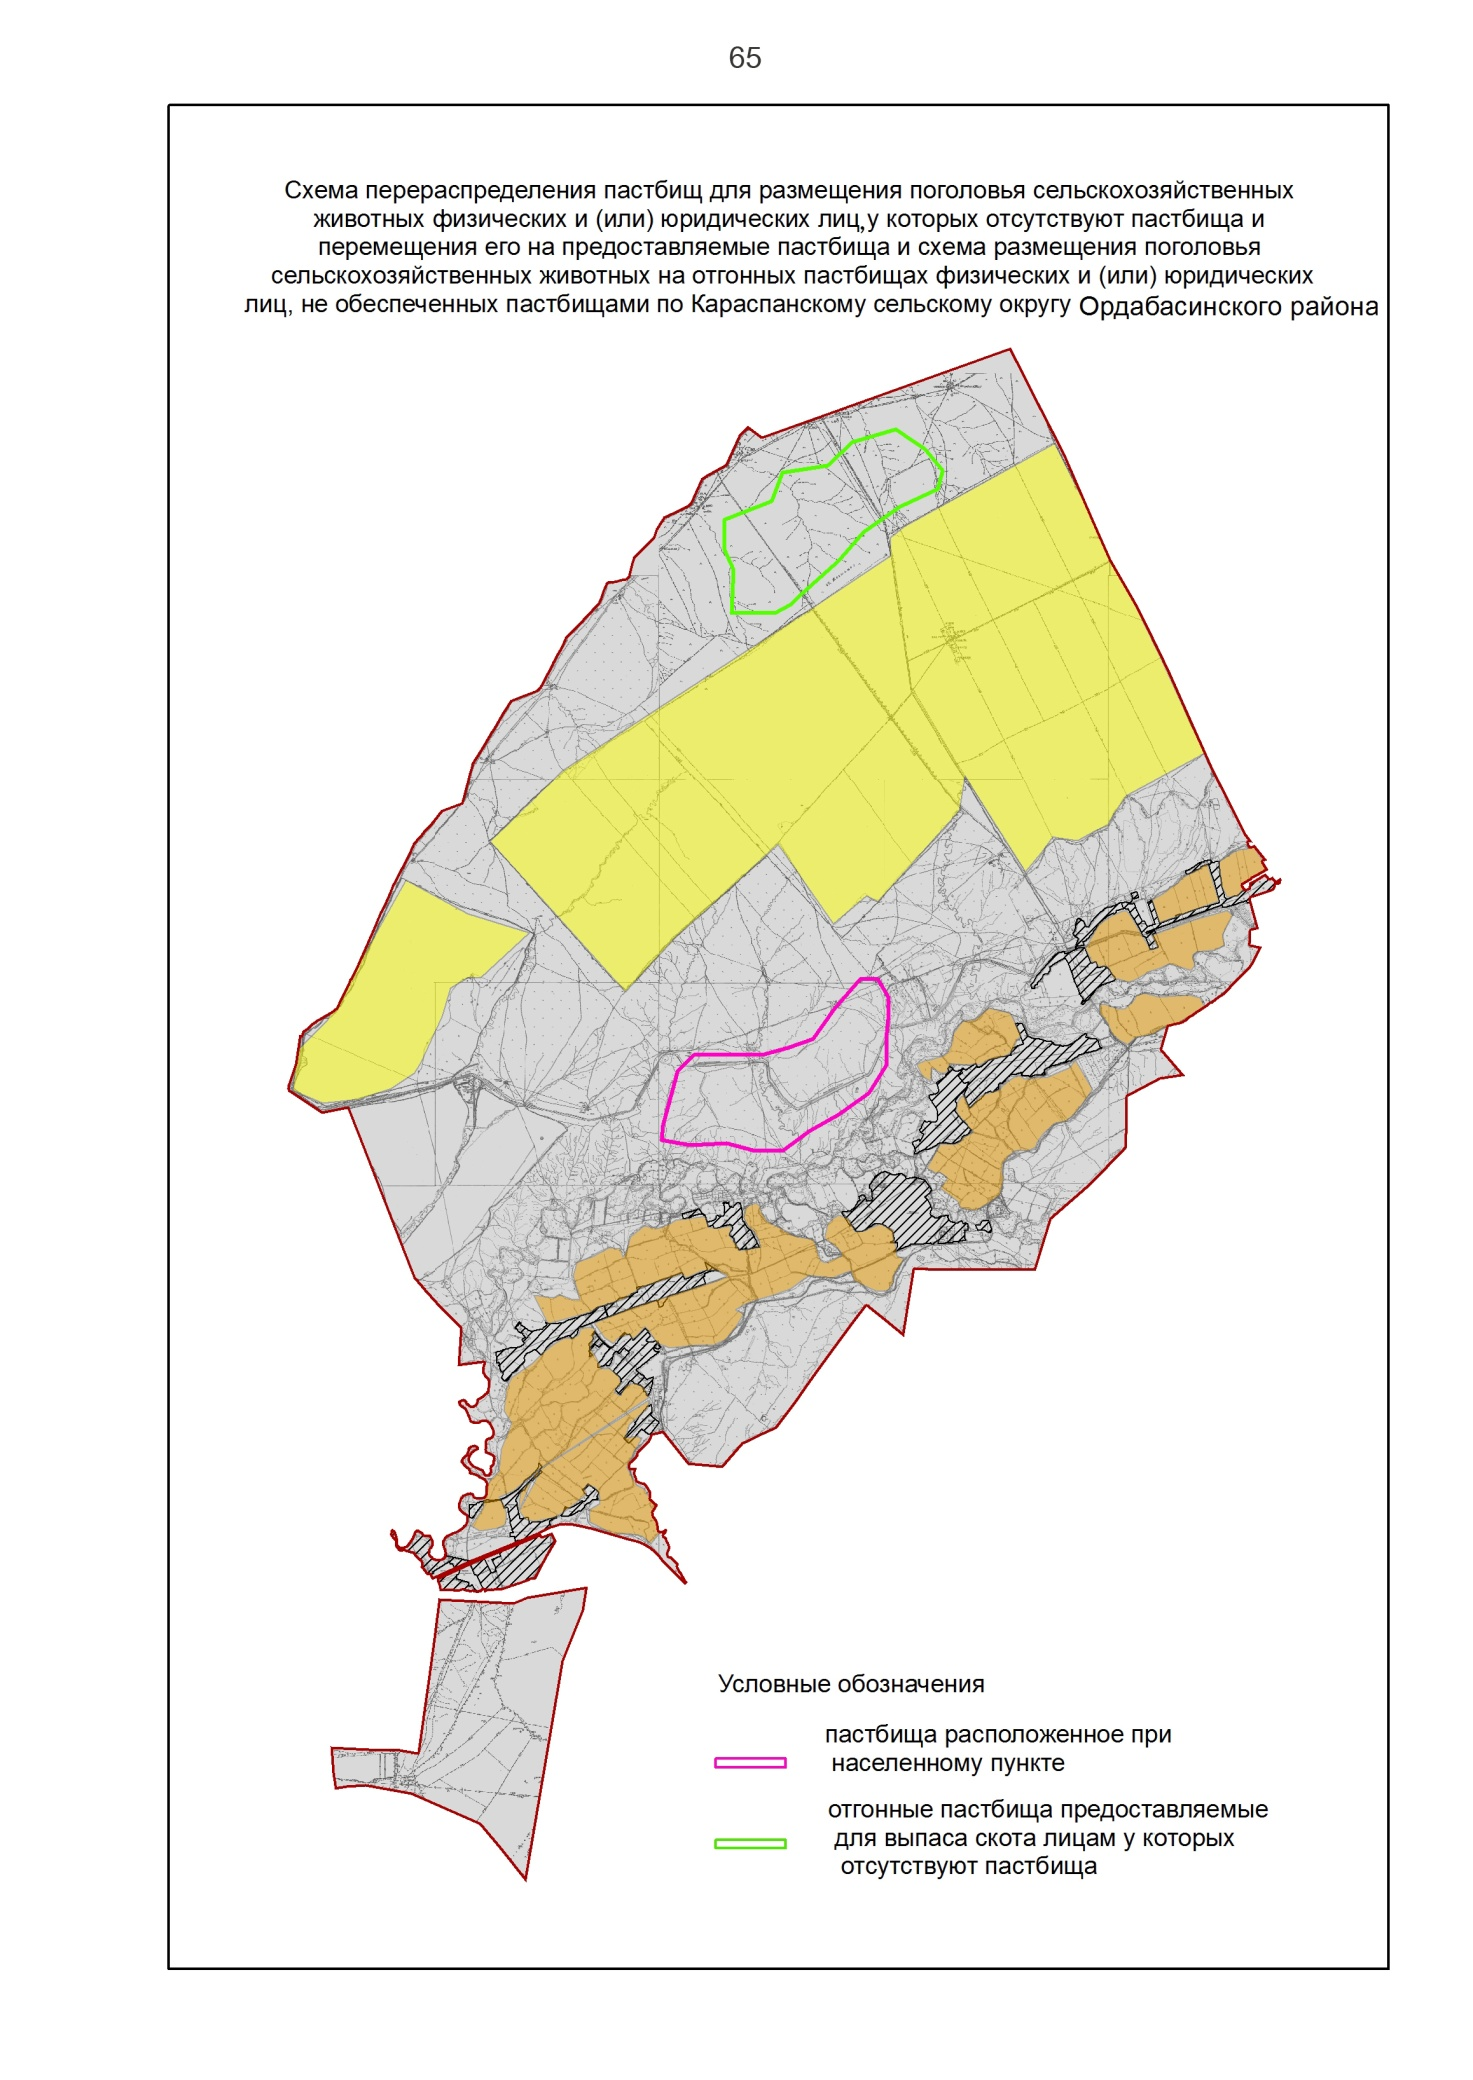 65
Схема перераспределения пастбищ для размещения поголовья сельскохозяйственных
животных физических и (или) юридических лиц,у которых отсутствуют пастбища и
перемещения его на предоставляемые пастбища и схема размещения поголовья
сельскохозяйственных животных на отгонных пастбищах физических и (или) юридических
лиц, не обеспеченных пастбищами по Караспанскому сельскому округу Ордабасинского района
Условные обозначения
пастбища расположенное при
населенному пункте
отгонные пастбища предоставляемые
для выпаса скота лицам у которых
отсутствуют пастбища